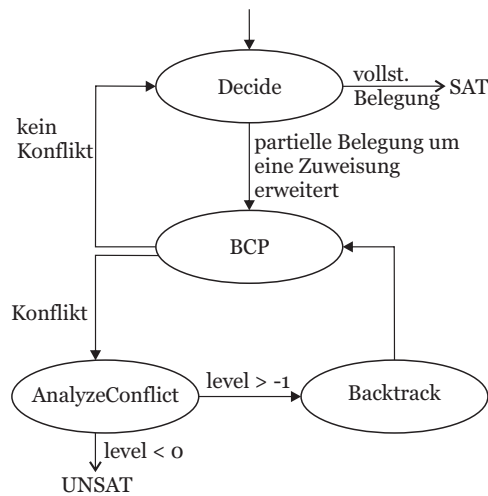 Decide
vollst.
Belegung
SAT
kein
Konflikt
partielle Belegung um
eine Zuweisung
erweitert
BCP
Konflikt
AnalyzeConflict
level > -1
Backtrack
level < 0
UNSAT